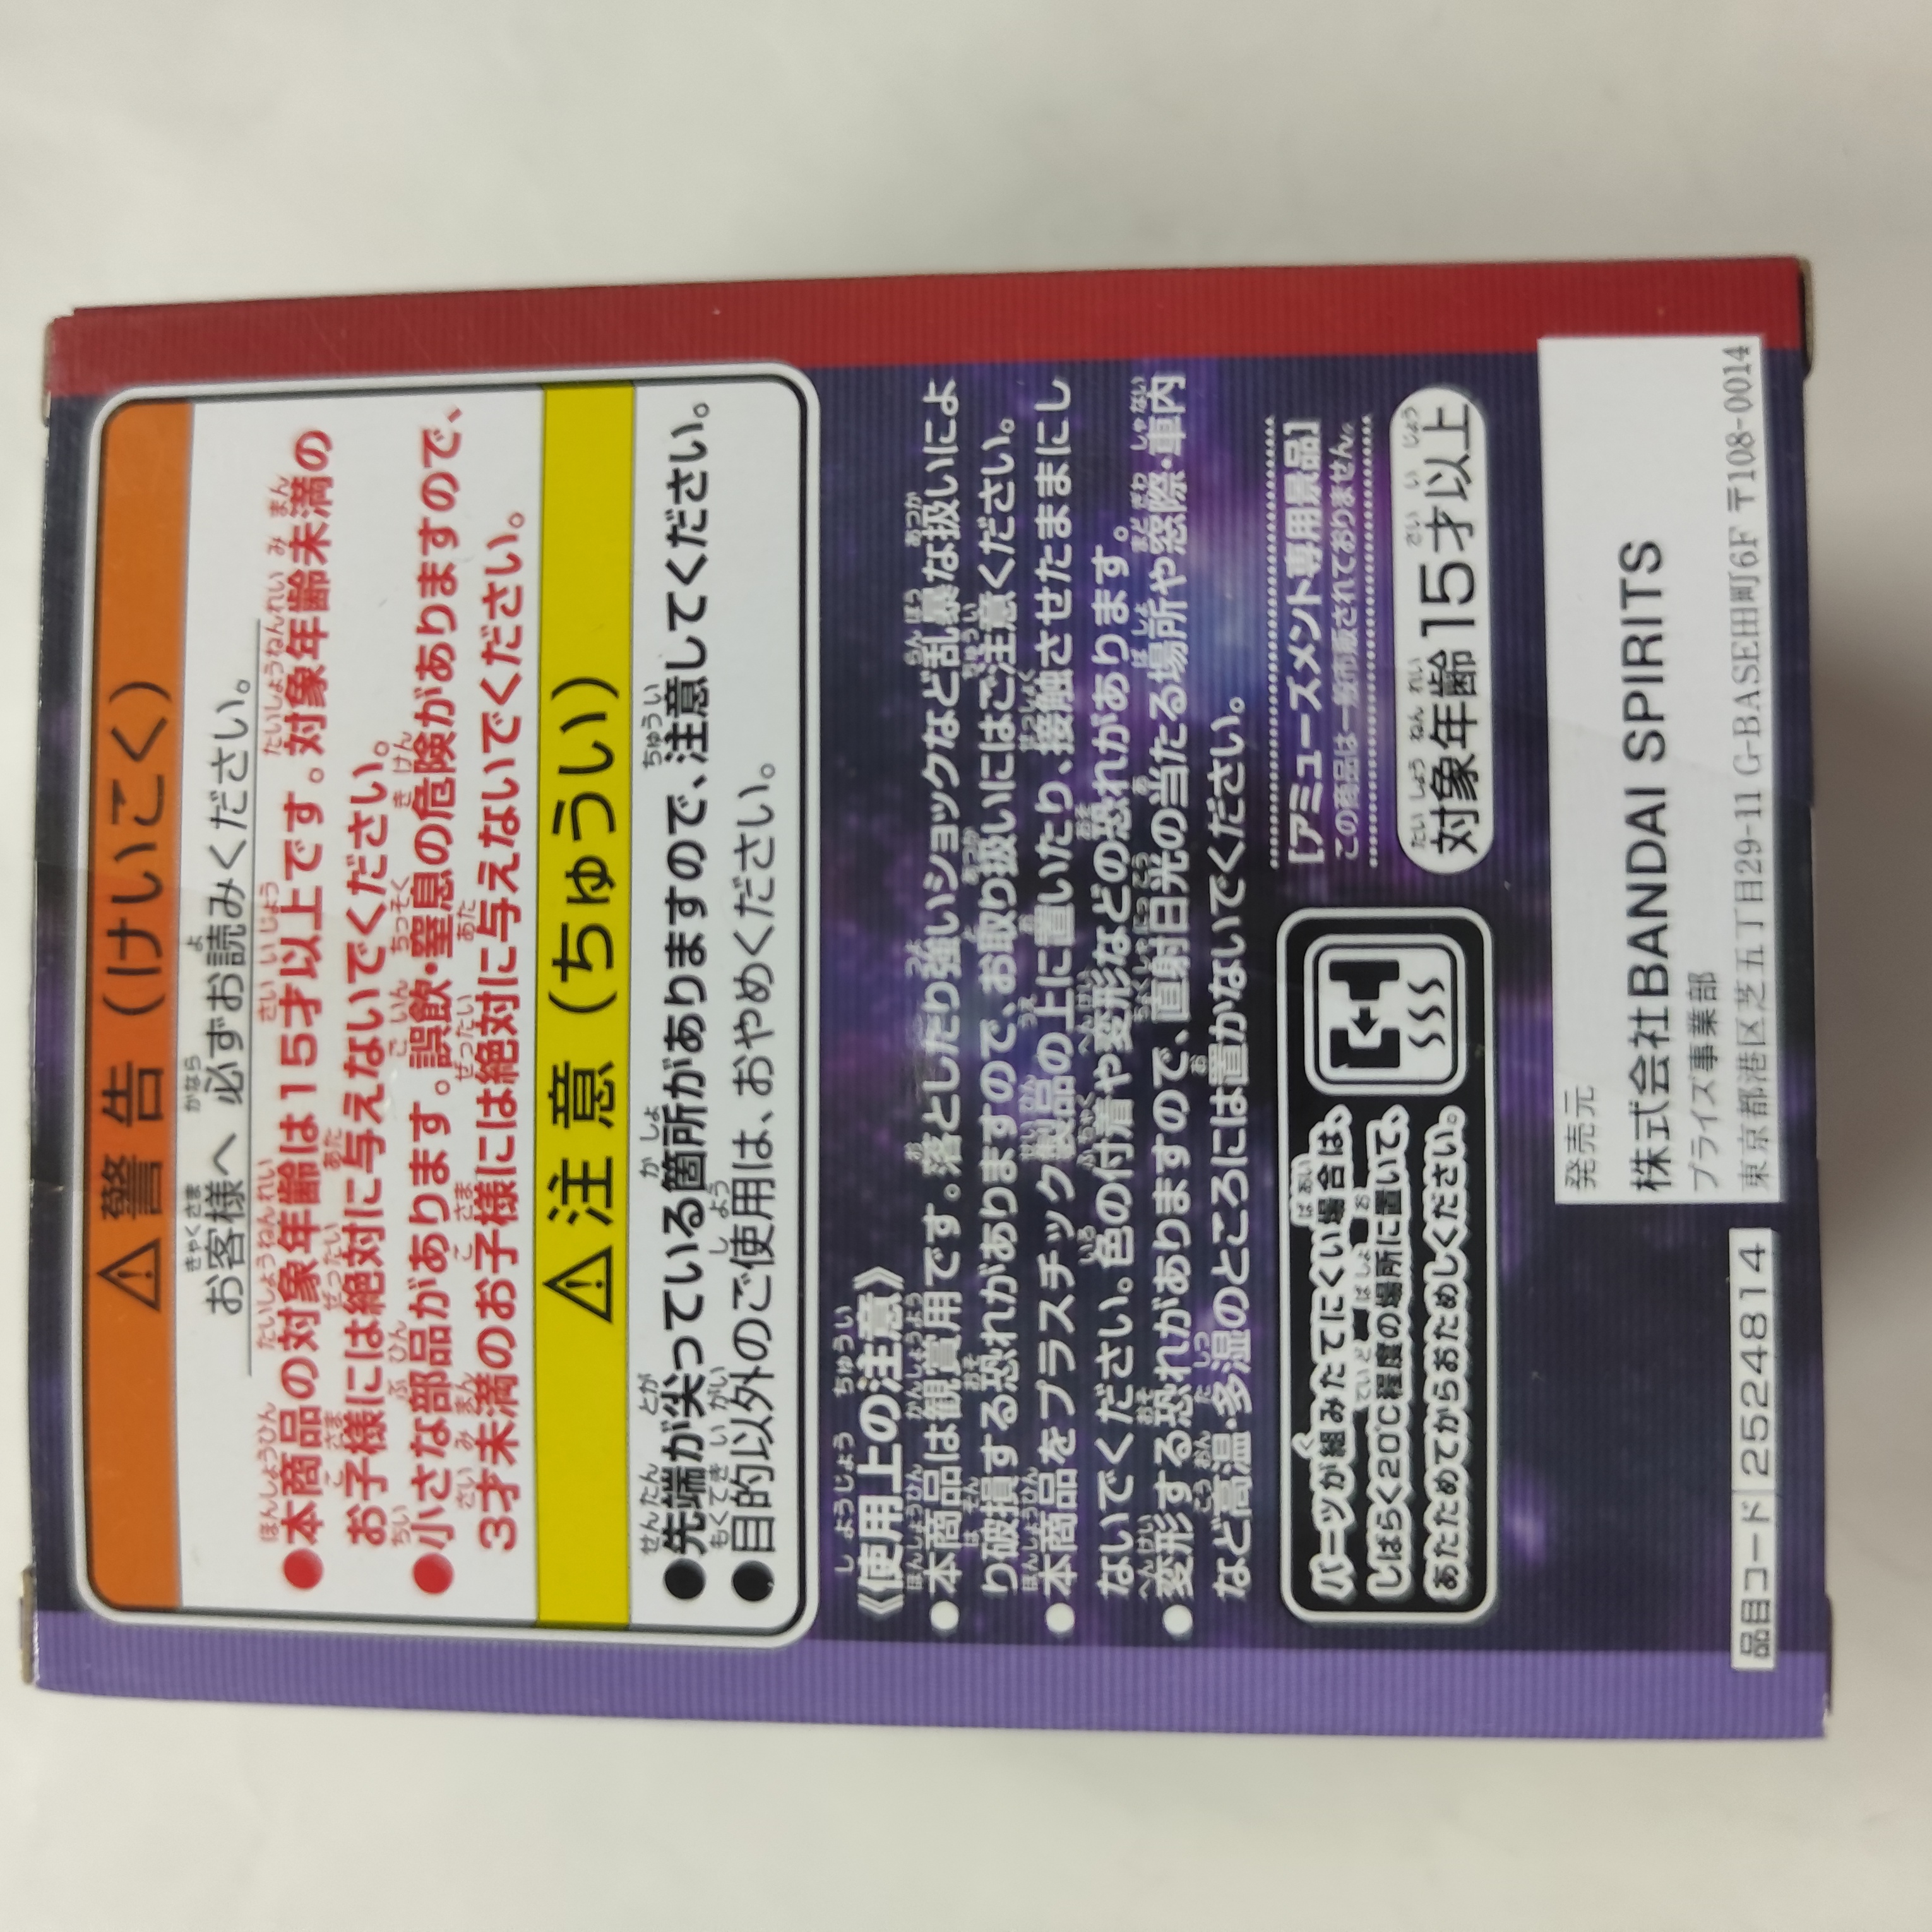 警告（けいこく）
お客様へ 必ずお読みください。
●本商品の対象年齢は15才以上です。対象年齢未満の
お子様には絶対に与えないでください。
●小さな部品があります。誤飲・窒息の危険がありますので、
3才未満のお子様には絶対に与えないでください。
注意（ちゅうい）
●先端が尖っている箇所がありますので、注意してください。
●目的以外のご使用は、おやめください。
《使用上の注意》
●本商品は観賞用です。落としたり強いショックなど乱暴な扱いによ
り破損する恐れがありますので、お取り扱いにはご注意ください。
●本商品をプラスチック製品の上に置いたり、接触させたままにし
ないでください。色の付着や変形などの恐れがあります。
●変形する恐れがありますので、直射日光の当たる場所や窓際・車内
など高温・多湿のところには置かないでください。
パーツが組みたてにくい場合は、
しばらく20℃程度の場所に置いて、
あたためてからおためしください。
[アミューズメント専用景品]
この商品は一般市販されておりません。
対象年齢15才以上
発売元
株式会社BANDAI SPIRITS
プライズ事業部
東京都港区芝五丁目29-11 G-BASE田町6F 〒108-0014
品目コード 2524814